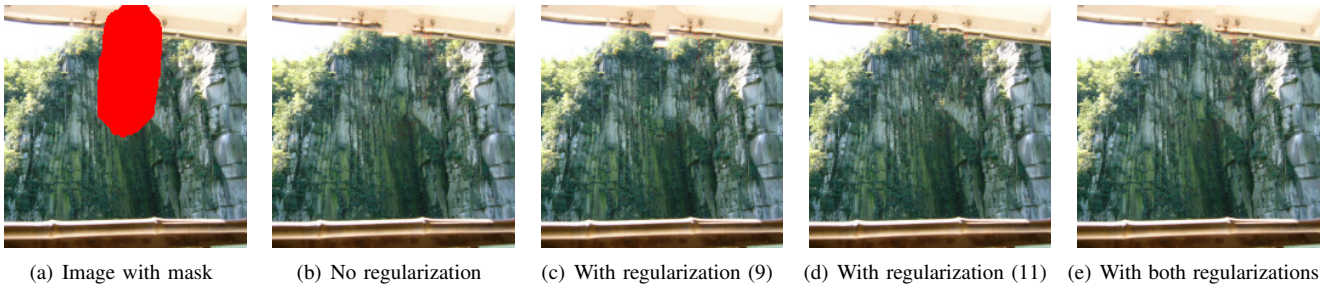 (a) Image with mask
(b) No regularization
(c) With regularization (9)
(d) With regularization (11)
(e) With both regularizations